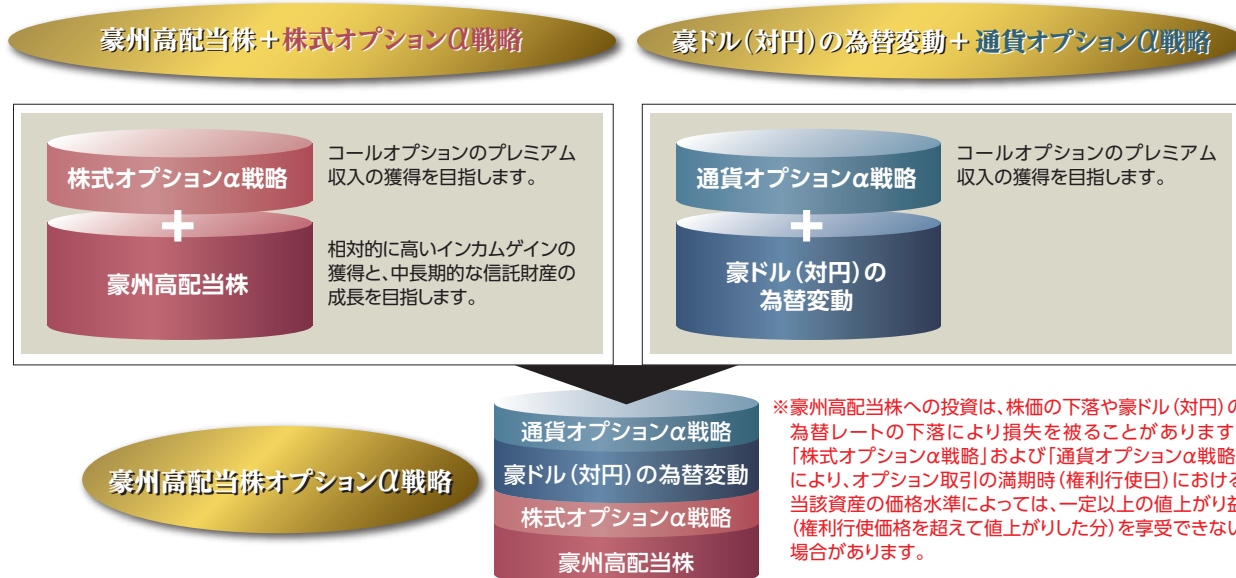 豪州高配当株+株式オプションα戦略
豪ドル(対円)の為替変動+通貨オプションα戦略
株式オプションα戦略
コールオプションのプレミアム
収入の獲得を目指します。
+
豪州高配当株
相対的に高いインカムゲインの
獲得と、中長期的な信託財産の
成長を目指します。
通貨オプションα戦略
コールオプションのプレミアム
収入の獲得を目指します。
+
豪ドル(対円)の
為替変動
豪州高配当株オプションα戦略
通貨オプションα戦略
豪ドル(対円)の為替変動
株式オプションα戦略
豪州高配当株
※豪州高配当株への投資は、株価の下落や豪ドル(対円)の
為替レートの下落により損失を被ることがあります
「株式オプションα戦略」および「通貨オプションα戦略
により、オプション取引の満期時(権利行使日)における
当該資産の価格水準によっては、一定以上の値上がり益
(権利行使価格を超えて値上がりした分)を享受できない
場合があります。